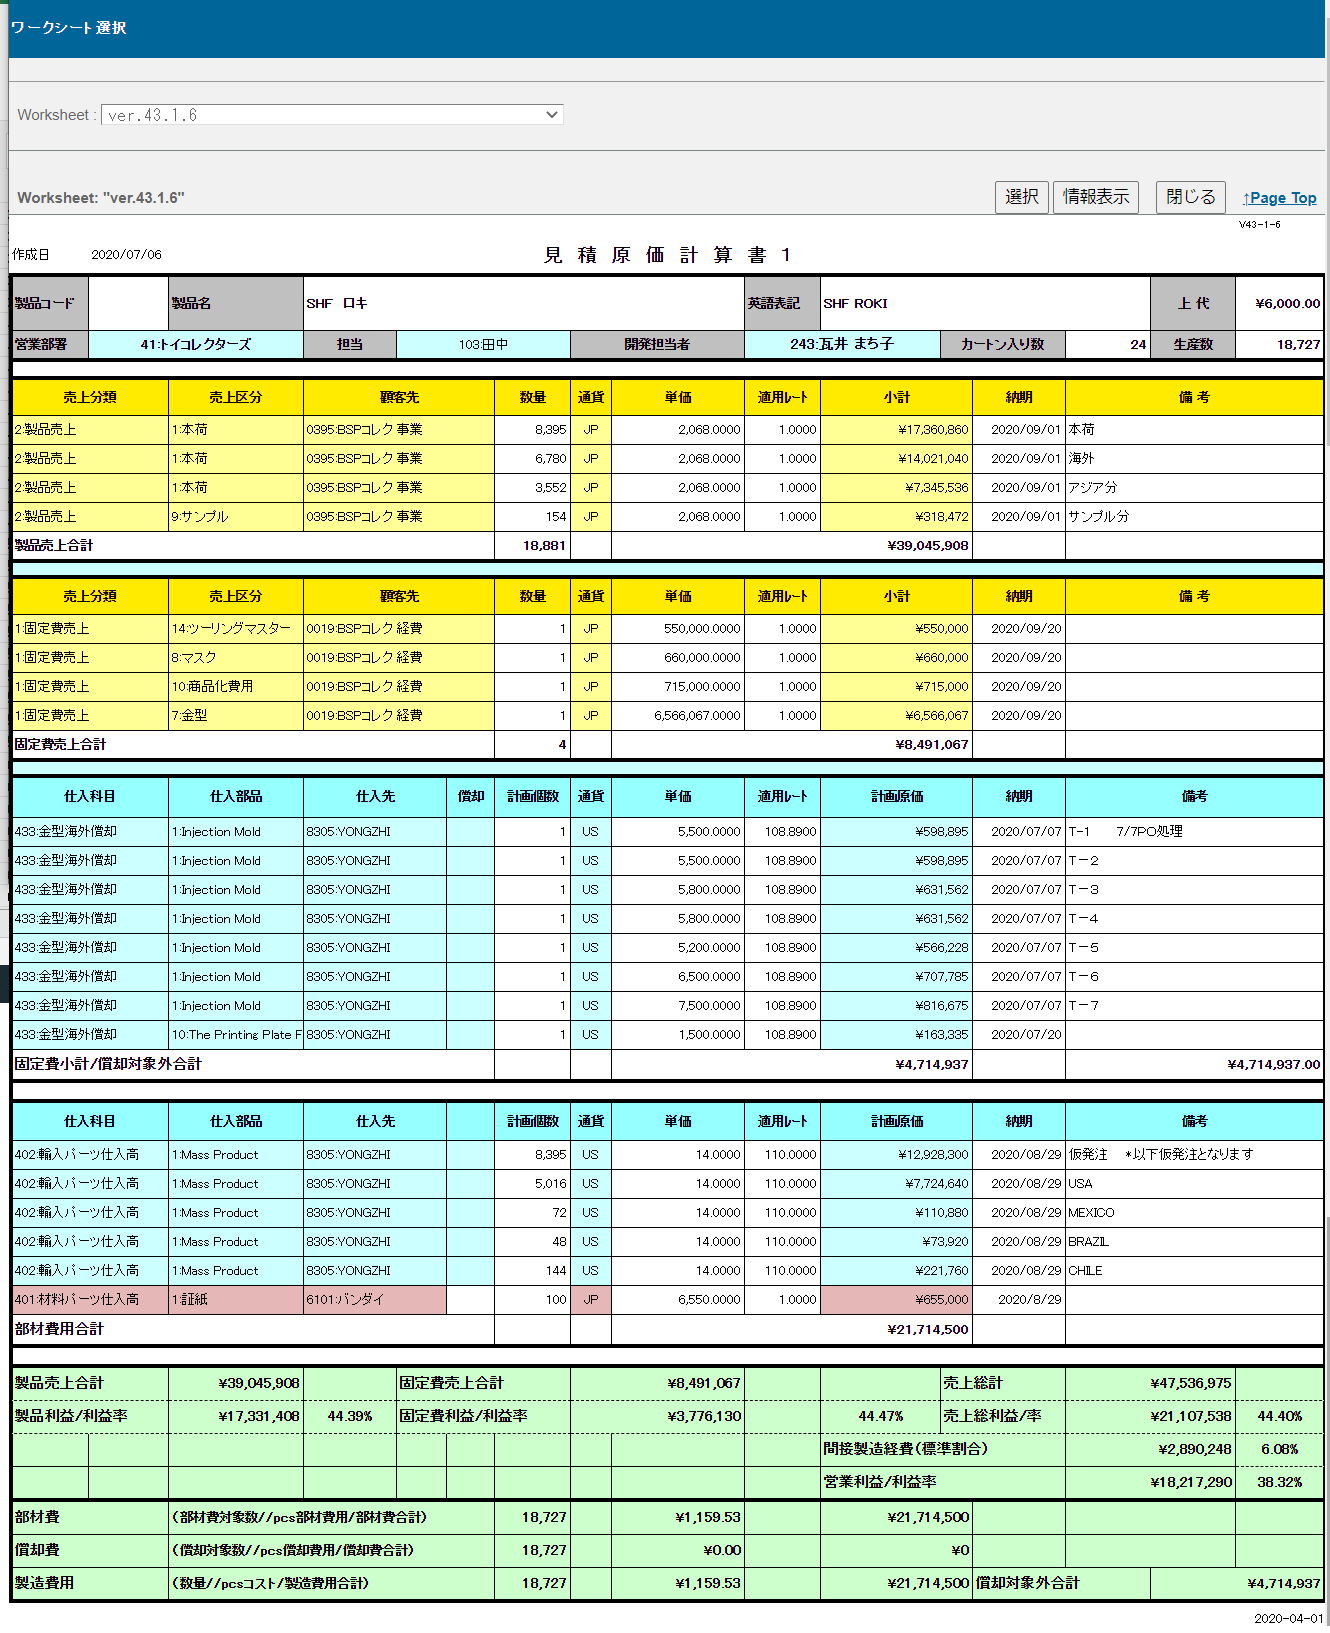 ワークシート選択
Worksheet : ver.43.1.6
Worksheet: "ver.43.1.6" 選択 情報表示 閉じる ↑Page Top
V43-1-6
作成日 2020/07/06 見 積 原 価 計 算 書 1
製品コード 製品名 SHF ロキ 英語表記 SHF ROKI 上 代 ¥6,000.00
営業部署 41:トイコレクターズ 担当 103:田中 開発担当者 243:瓦井 まち子 カートン入り数 24 生産数 18,727
売上分類 売上区分 顧客先 数量 通貨 単価 適用レート 小計 納期 備 考
2:製品売上 1:本荷 0395:BSPコレク事業 8,395 JP 2,068.0000 1.0000 ¥17,360,860 2020/09/01 本荷
2:製品売上 1:本荷 0395:BSPコレク事業 6,780 JP 2,068.0000 1.0000 ¥14,021,040 2020/09/01 海外
2:製品売上 1:本荷 0395:BSPコレク事業 3,552 JP 2,068.0000 1.0000 ¥7,345,536 2020/09/01 アジア分
2:製品売上 9:サンプル 0395:BSPコレク事業 154 JP 2,068.0000 1.0000 ¥318,472 2020/09/01 サンプル分
製品売上合計 18,881 ¥39,045,908
売上分類 売上区分 顧客先 数量 通貨 単価 適用レート 小計 納期 備 考
1:固定費売上 14:ツーリングマスター 0019:BSPコレク経費 1 JP 550,000.0000 1.0000 ¥550,000 2020/09/20
1:固定費売上 8:マスク 0019:BSPコレク経費 1 JP 660,000.0000 1.0000 ¥660,000 2020/09/20
1:固定費売上 10:商品化費用 0019:BSPコレク経費 1 JP 715,000.0000 1.0000 ¥715,000 2020/09/20
1:固定費売上 7:金型 0019:BSPコレク経費 1 JP 6,566,067.0000 1.0000 ¥6,566,067 2020/09/20
固定費売上合計 4 ¥8,491,067
仕入科目 仕入部品 仕入先 償却 計画個数 通貨 単価 適用レート 計画原価 納期 備考
433:金型海外償却 1:Injection Mold 8305:YONGZHI 1 US 5,500.0000 108.8900 ¥598,895 2020/07/07 T-1 7/7PO処理
433:金型海外償却 1:Injection Mold 8305:YONGZHI 1 US 5,500.0000 108.8900 ¥598,895 2020/07/07 T－2
433:金型海外償却 1:Injection Mold 8305:YONGZHI 1 US 5,800.0000 108.8900 ¥631,562 2020/07/07 T－3
433:金型海外償却 1:Injection Mold 8305:YONGZHI 1 US 5,800.0000 108.8900 ¥631,562 2020/07/07 T－4
433:金型海外償却 1:Injection Mold 8305:YONGZHI 1 US 5,200.0000 108.8900 ¥566,228 2020/07/07 T－5
433:金型海外償却 1:Injection Mold 8305:YONGZHI 1 US 6,500.0000 108.8900 ¥707,785 2020/07/07 T－6
433:金型海外償却 1:Injection Mold 8305:YONGZHI 1 US 7,500.0000 108.8900 ¥816,675 2020/07/07 T－7
433:金型海外償却 10:The Printing Plate F 8305:YONGZHI 1 US 1,500.0000 108.8900 ¥163,335 2020/07/20
固定費小計/償却対象外合計 ¥4,714,937 ¥4,714,937.00
仕入科目 仕入部品 仕入先 計画個数 通貨 単価 適用レート 計画原価 納期 備考
402:輸入パーツ仕入高 1:Mass Product 8305:YONGZHI 8,395 US 14.0000 110.0000 ¥12,928,300 2020/08/29 仮発注 *以下仮発注となります
402:輸入パーツ仕入高 1:Mass Product 8305:YONGZHI 5,016 US 14.0000 110.0000 ¥7,724,640 2020/08/29 USA
402:輸入パーツ仕入高 1:Mass Product 8305:YONGZHI 72 US 14.0000 110.0000 ¥110,880 2020/08/29 MEXICO
402:輸入パーツ仕入高 1:Mass Product 8305:YONGZHI 48 US 14.0000 110.0000 ¥73,920 2020/08/29 BRAZIL
402:輸入パーツ仕入高 1:Mass Product 8305:YONGZHI 144 US 14.0000 110.0000 ¥221,760 2020/08/29 CHILE
401:材料パーツ仕入高 1:証紙 6101:バンダイ 100 JP 6,550.0000 1.0000 ¥655,000 2020/8/29
部材費用合計 ¥21,714,500
製品売上合計 ¥39,045,908 固定費売上合計 ¥8,491,067 売上総計 ¥47,536,975
製品利益/利益率 ¥17,331,408 44.39% 固定費利益/利益率 ¥3,776,130 44.47% 売上総利益/率 ¥21,107,538 44.40%
間接製造経費(標準割合) ¥2,890,248 6.08%
営業利益/利益率 ¥18,217,290 38.32%
部材費 (部材費対象数//pcs部材費用/部材費合計) 18,727 ¥1,159.53 ¥21,714,500
償却費 (償却対象数//pcs償却費用/償却費合計) 18,727 ¥0.00 ¥0
製造費用 (数量//pcsコスト/製造費用合計) 18,727 ¥1,159.53 ¥21,714,500 償却対象外合計 ¥4,714,937
2020-04-01